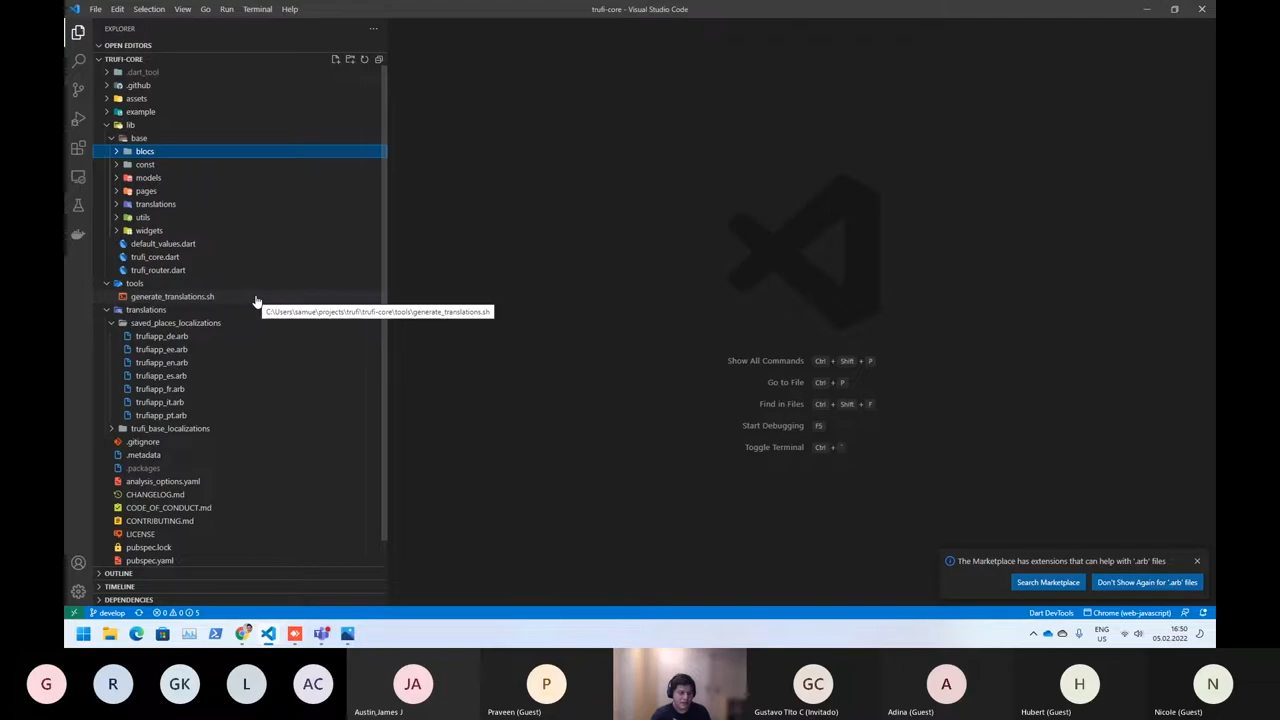 File Edit Selection View Go Run Terminal Help
trufi-core - Visual Studio Code
EXPLORER
OPEN EDITORS
TRUFI-CORE
.dart_tool
.github
assets
example
lib
base
blocs
const
models
pages
translations
utils
widgets
default_values.dart
trufi_core.dart
trufi_router.dart
tools
generate_translations.sh
C:\Users\samue\projects\trufi\trufi-core\tools\generate_translations.sh
translations
saved_places_localizations
trufiapp_de.arb
trufiapp_ee.arb
trufiapp_en.arb
trufiapp_es.arb
trufiapp_fr.arb
trufiapp_it.arb
trufiapp_pt.arb
trufi_base_localizations
.gitignore
.metadata
.packages
analysis_options.yaml
CHANGELOG.md
CODE_OF_CONDUCT.md
CONTRIBUTING.md
LICENSE
pubspec.lock
pubspec.yaml
OUTLINE
TIMELINE
DEPENDENCIES
Show All Commands Ctrl + Shift + P
Go to File Ctrl + P
Find in Files Ctrl + Shift + F
Start Debugging F5
Toggle Terminal Ctrl + `
The Marketplace has extensions that can help with '.arb' files
Search Marketplace Don't Show Again for '.arb' files
develop 0 0 5
Dart DevTools Chrome (web-javascript)
ENG US
16:50
05.02.2022
G R GK L AC JA P GC A H N
Austin,James J Praveen (Guest) Gustavo TIto C (Invitado) Adina (Guest) Hubert (Guest) Nicole (Guest)